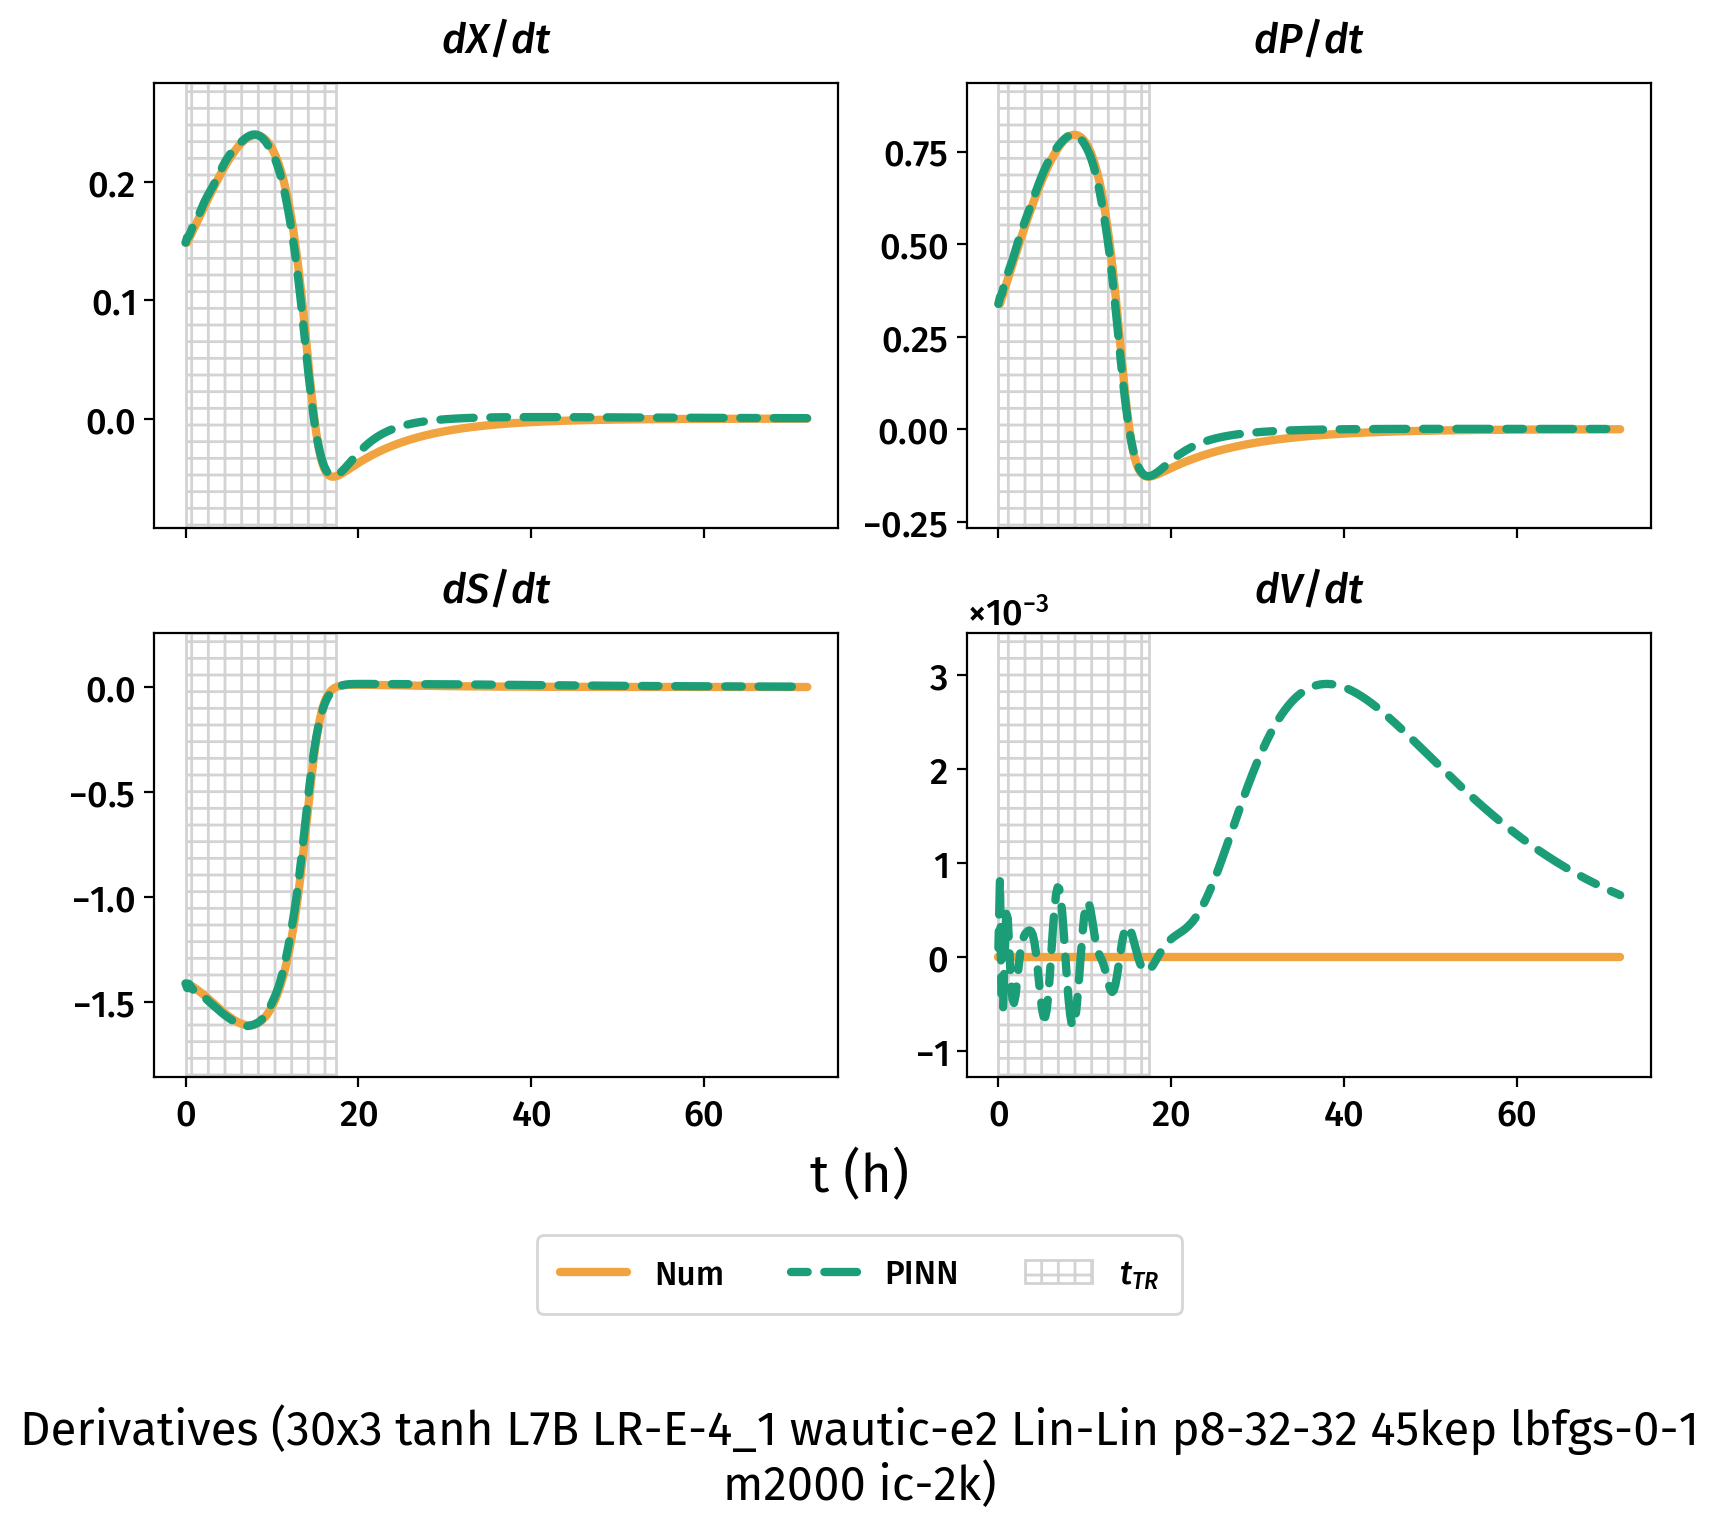 dX/dt
dP/dt
0.2
0.1
0.0
0.75
0.50
0.25
0.00
−0.25
dS/dt
dV/dt
×10⁻³
0.0
−0.5
−1.0
−1.5
3
2
1
0
−1
0 20 40 60
0 20 40 60
t (h)
Num PINN t_TR
Derivatives (30x3 tanh L7B LR-E-4_1 wautic-e2 Lin-Lin p8-32-32 45kep lbfgs-0-1
m2000 ic-2k)